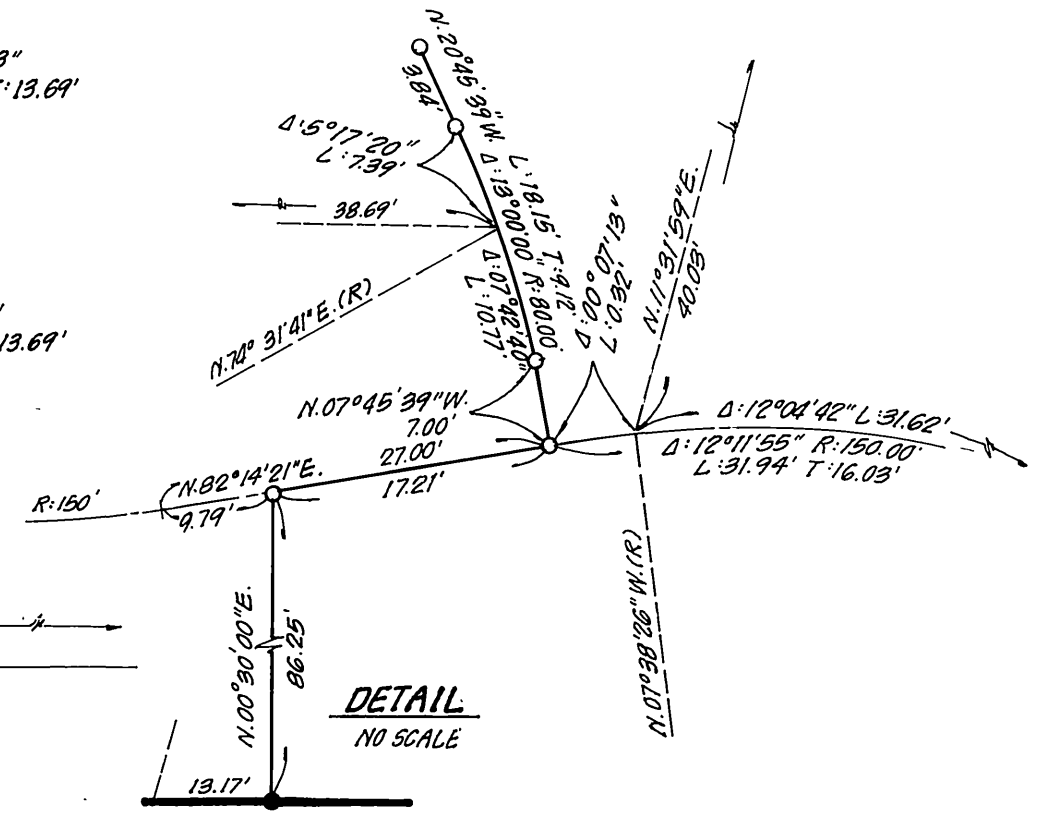 3"
T:13.69'
13.69'
N.20°45'39"W.
3.84'
Δ:5°17'20"
L:7.39'
L:18.15' T:9.12'
Δ:13°00'00" R:80.00'
Δ:07°42'40"
L:10.77'
38.69'
N.74°31'41"E.(R)
Δ:00°07'13"
L:0.32'
N.11°31'59"E.
40.03'
N.07°45'39"W.
7.00'
Δ:12°04'42" L:31.62'
Δ:12°11'55" R:150.00'
L:31.94' T:16.03'
27.00'
N.82°14'21"E.
17.21'
R:150'
9.79'
N.07°38'26"W.(R)
N.00°30'00"E.
86.25'
DETAIL
NO SCALE
13.17'